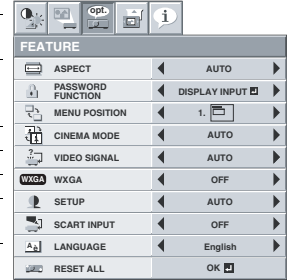 opt.
i
FEATURE
ASPECT AUTO
PASSWORD FUNCTION DISPLAY INPUT
MENU POSITION 1.
CINEMA MODE AUTO
VIDEO SIGNAL AUTO
WXGA WXGA OFF
SETUP AUTO
SCART INPUT OFF
LANGUAGE English
RESET ALL OK